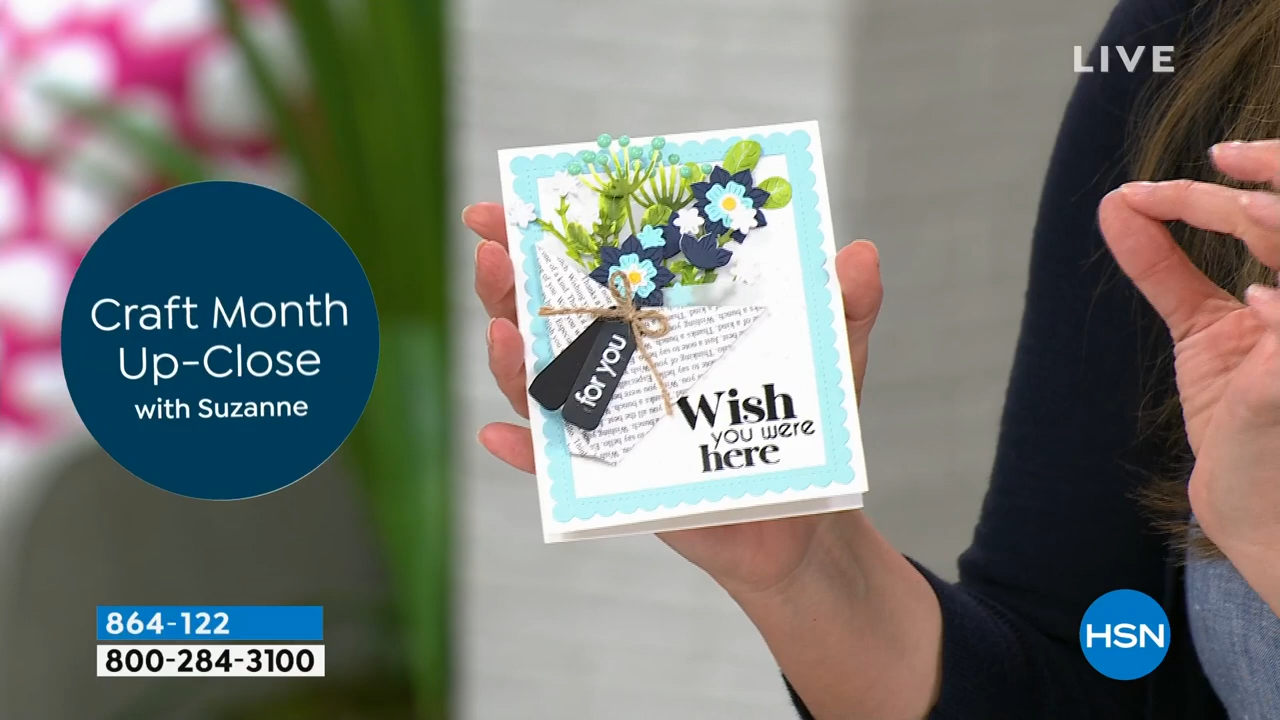 LIVE
Craft Month
Up-Close
with Suzanne
for you
Wish
you were
here
864-122
800-284-3100
HSN